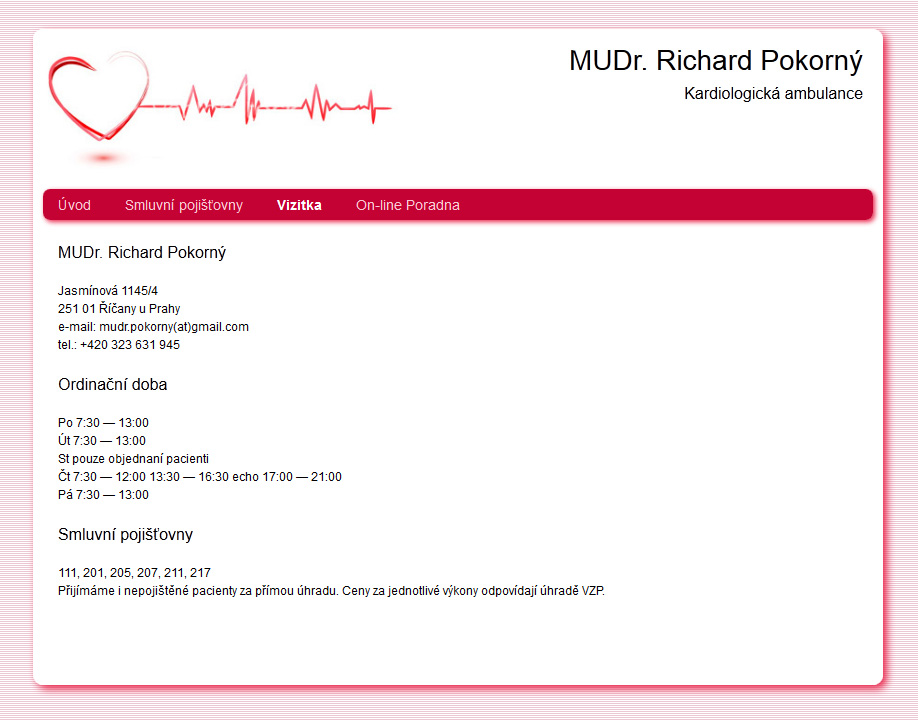 MUDr. Richard Pokorný
Kardiologická ambulance
Úvod Smluvní pojišťovny Vizitka On-line Poradna
MUDr. Richard Pokorný
Jasmínová 1145/4
251 01 Říčany u Prahy
e-mail: mudr.pokorny(at)gmail.com
tel.: +420 323 631 945
Ordinační doba
Po 7:30 — 13:00
Út 7:30 — 13:00
St pouze objednaní pacienti
Čt 7:30 — 12:00 13:30 — 16:30 echo 17:00 — 21:00
Pá 7:30 — 13:00
Smluvní pojišťovny
111, 201, 205, 207, 211, 217
Přijímáme i nepojištěné pacienty za přímou úhradu. Ceny za jednotlivé výkony odpovídají úhradě VZP.